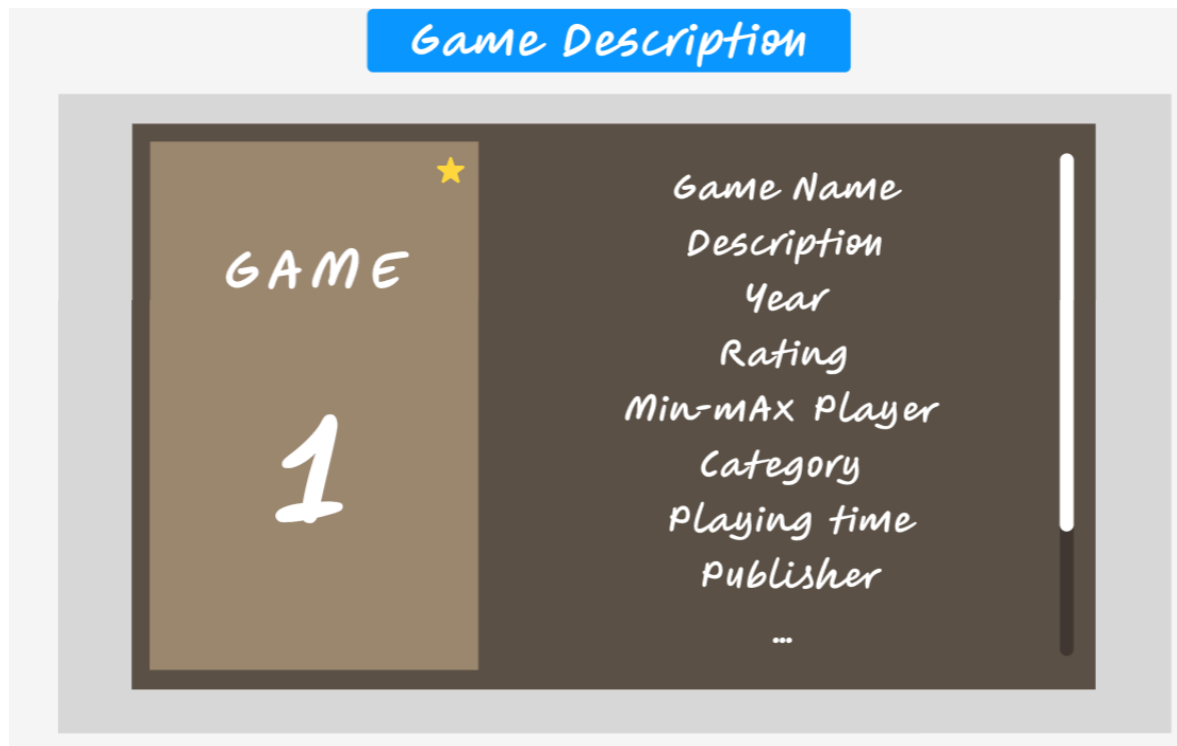 Game Description
GAME
1
Game Name
Description
Year
Rating
Min-mAx Player
Category
Playing time
Publisher
...